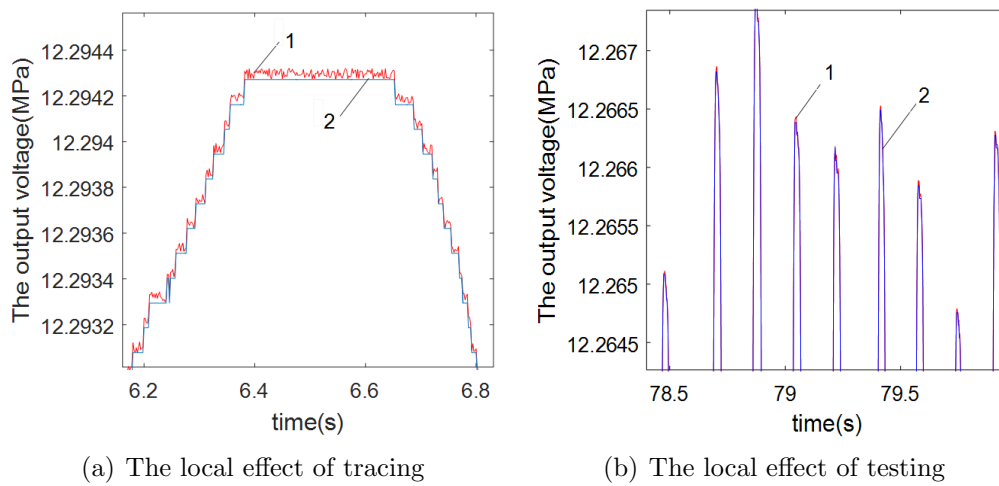 The output voltage(MPa)
12.2944
12.2942
12.294
12.2938
12.2936
12.2934
12.2932
1
2
6.2 6.4 6.6 6.8
time(s)
(a) The local effect of tracing
The output voltage(MPa)
12.267
12.2665
12.266
12.2655
12.265
12.2645
1
2
78.5 79 79.5
time(s)
(b) The local effect of testing